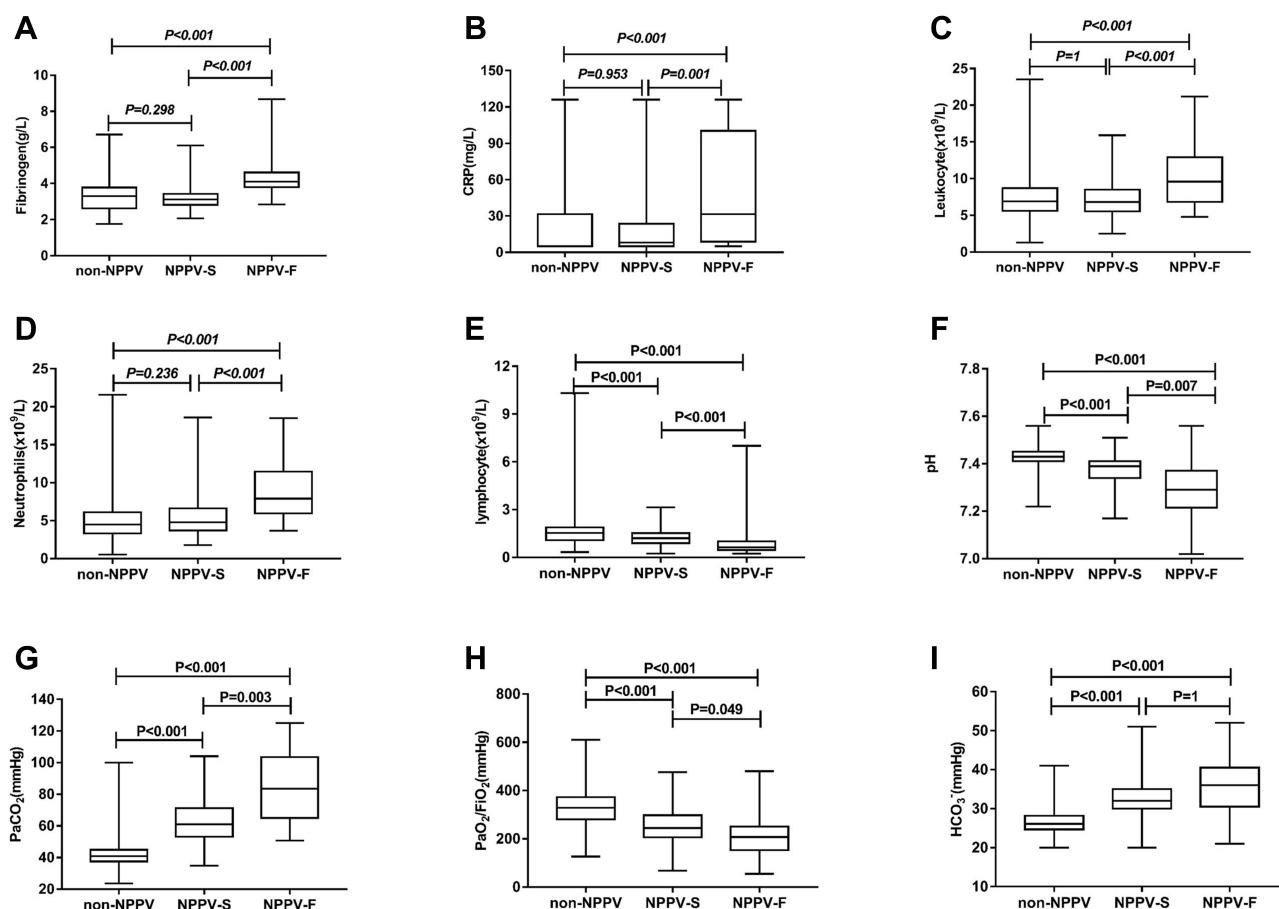 A
P<0.001
P<0.001
P=0.298
Fibrinogen(g/L)
10
8
6
4
2
0
non-NPPV NPPV-S NPPV-F
B
P<0.001
P=0.953 P=0.001
CRP(mg/L)
150
120
90
60
30
0
non-NPPV NPPV-S NPPV-F
C
P<0.001
P=1 P<0.001
Leukocyte(x10⁹/L)
25
20
15
10
5
0
non-NPPV NPPV-S NPPV-F
D
P<0.001
P=0.236 P<0.001
Neutrophils(x10⁹/L)
25
20
15
10
5
0
non-NPPV NPPV-S NPPV-F
E
P<0.001
P<0.001
P<0.001
lymphocyte(x10⁹/L)
12
9
6
3
0
non-NPPV NPPV-S NPPV-F
F
P<0.001
P=0.007
P<0.001
pH
7.8
7.6
7.4
7.2
7.0
non-NPPV NPPV-S NPPV-F
G
P<0.001
P=0.003
P<0.001
PaCO₂(mmHg)
140
120
100
80
60
40
20
non-NPPV NPPV-S NPPV-F
H
P<0.001
P<0.001
P=0.049
PaO₂/FiO₂(mmHg)
800
600
400
200
0
non-NPPV NPPV-S NPPV-F
I
P<0.001
P<0.001 P=1
HCO₃⁻(mmHg)
60
50
40
30
20
10
non-NPPV NPPV-S NPPV-F